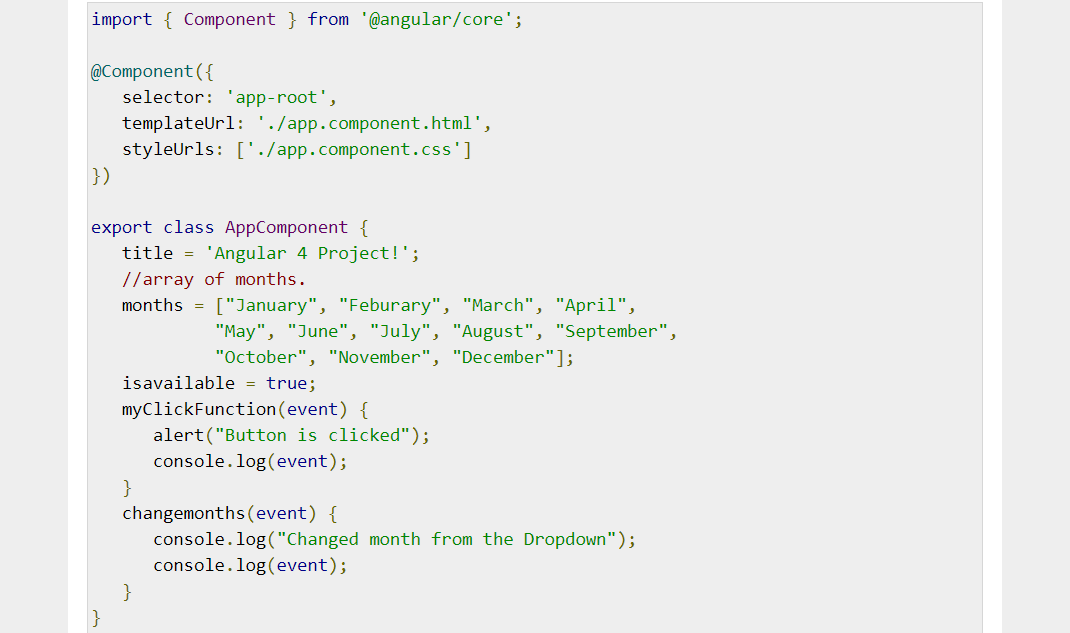 import { Component } from '@angular/core';
@Component({
selector: 'app-root',
templateUrl: './app.component.html',
styleUrls: ['./app.component.css']
})
export class AppComponent {
title = 'Angular 4 Project!';
//array of months.
months = ["January", "Feburary", "March", "April",
"May", "June", "July", "August", "September",
"October", "November", "December"];
isavailable = true;
myClickFunction(event) {
alert("Button is clicked");
console.log(event);
}
changemonths(event) {
console.log("Changed month from the Dropdown");
console.log(event);
}
}